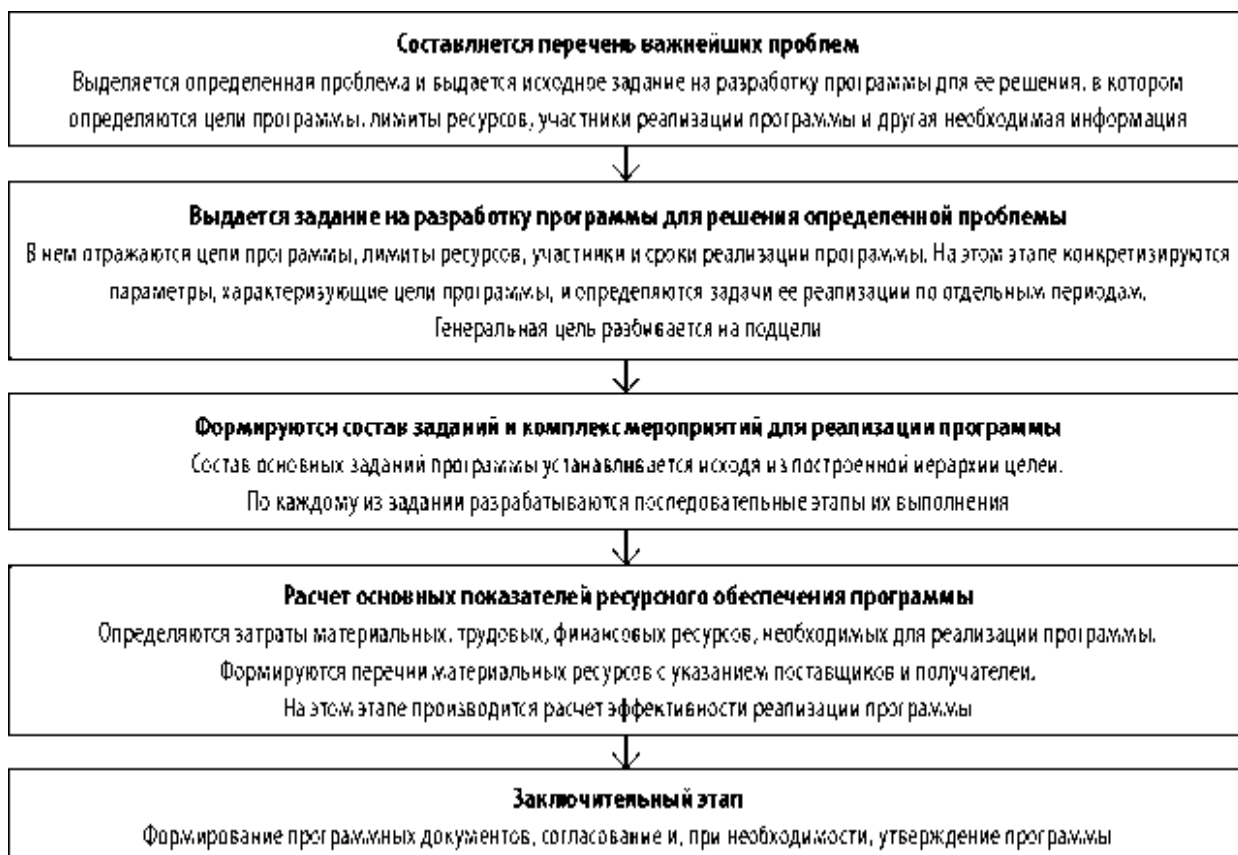 Составляется перечень важнейших проблем
Выделяется определенная проблема и выдается исходное задание на разработку программы для ее решения, в котором
определяются цели программы, лимиты ресурсов, участники реализации программы и другая необходимая информация
Выдается задание на разработку программы для решения определенной проблемы
В нем отражаются цели программы, лимиты ресурсов, участники и сроки реализации программы. На этом этапе конкретизируются
параметры, характеризующие цели программы, и определяются задачи ее реализации по отдельным периодам.
Генеральная цель разбивается на подцели
Формируются состав заданий и комплекс мероприятий для реализации программы
Состав основных заданий программы устанавливается исходя из построенной иерархии целей.
По каждому из заданий разрабатываются последовательные этапы их выполнения
Расчет основных показателей ресурсного обеспечения программы
Определяются затраты материальных, трудовых, финансовых ресурсов, необходимых для реализации программы.
Формируются перечни материальных ресурсов с указанием поставщиков и получателей.
На этом этапе производится расчет эффективности реализации программы
Заключительный этап
Формирование программных документов, согласование и, при необходимости, утверждение программы